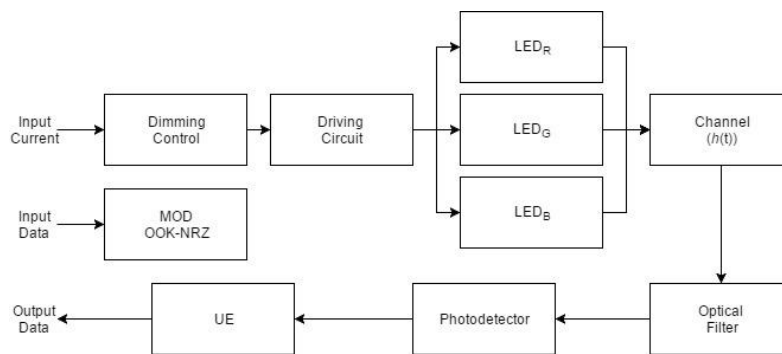 Input
Current
Dimming
Control
Driving
Circuit
LEDR
LEDG
LEDB
Channel
(h(t))
Input
Data
MOD
OOK-NRZ
Output
Data
UE
Photodetector
Optical
Filter